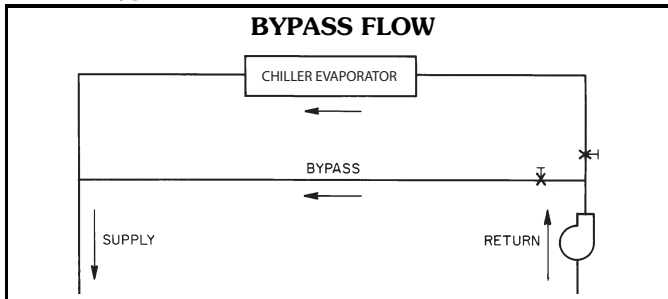 BYPASS FLOW
CHILLER EVAPORATOR
BYPASS
SUPPLY
RETURN